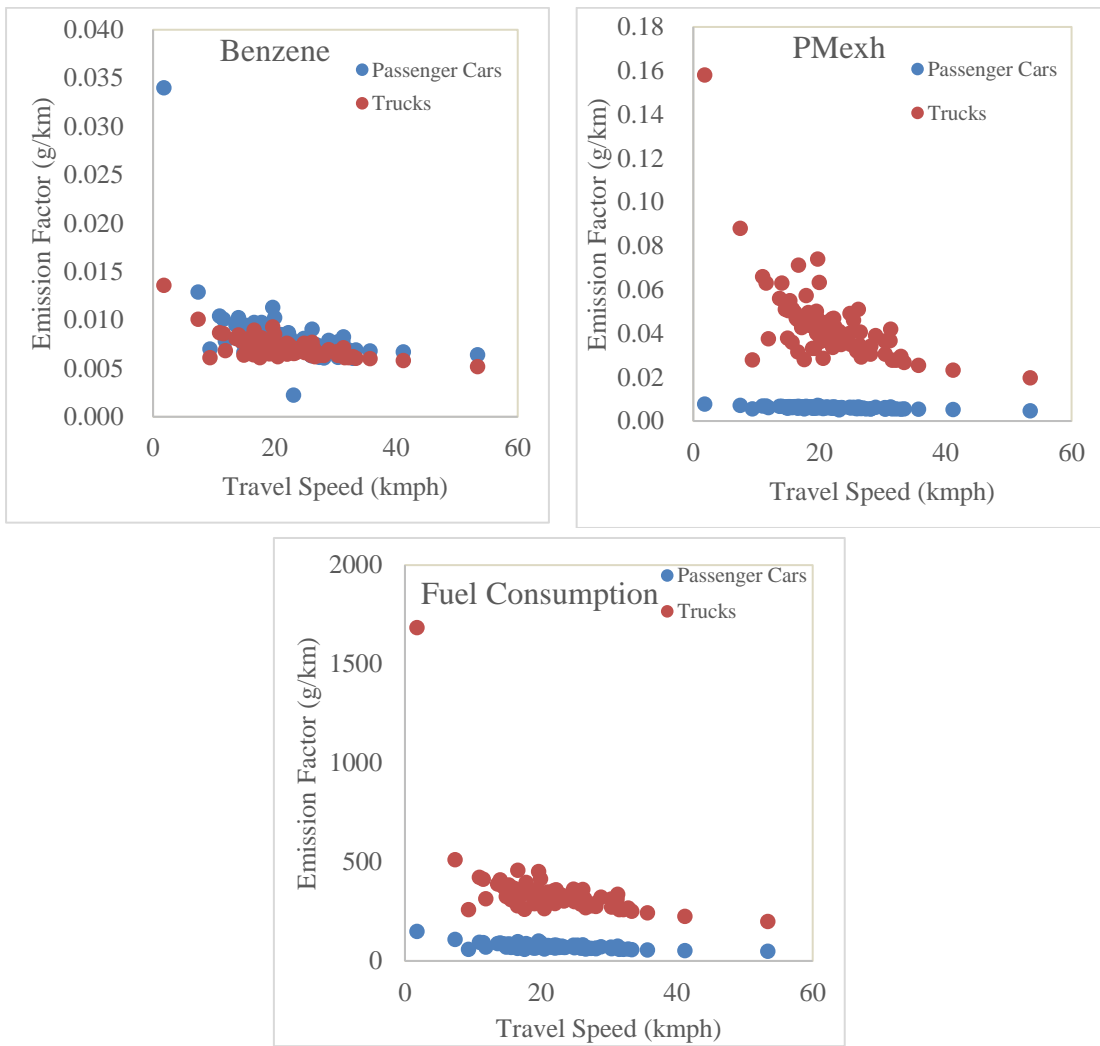 Benzene
Passenger Cars
Trucks
Emission Factor (g/km)
0.040
0.035
0.030
0.025
0.020
0.015
0.010
0.005
0.000
0 20 40 60
Travel Speed (kmph)
PMexh
Passenger Cars
Trucks
Emission Factor (g/km)
0.18
0.16
0.14
0.12
0.10
0.08
0.06
0.04
0.02
0.00
0 20 40 60
Travel Speed (kmph)
Fuel Consumption
Passenger Cars
Trucks
Emission Factor (g/km)
2000
1500
1000
500
0
0 20 40 60
Travel Speed (kmph)